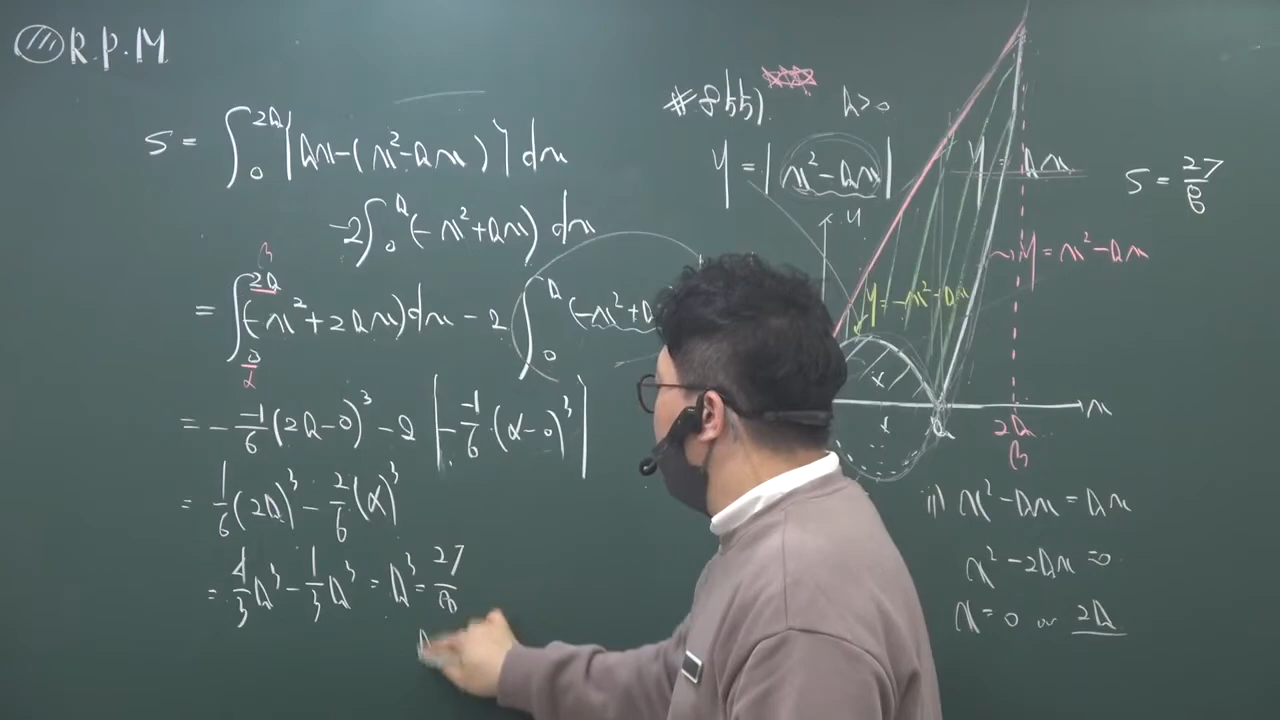 R.P.M
S = ∫₀^{2a} |ax-(x²-ax)| dx
-2∫₀^{a} (-x²+ax) dx
= ∫₀^{2a} (-x²+2ax)dx - 2 ∫₀^{a} (-x²+a
β
α
= - -1/6 (2a-0)³ - 2 |- -1/6 · (α-0)³|
= 1/6 (2a)³ - 2/6 (α)³
= 4/3 a³ - 1/3 a³ = a³ = 27/8
a>0
y = |x²-ax|
y = ax
S = 27/8
y
y = x²-ax
x
a
2a
β
ii) x²-ax = ax
x²-2ax = 0
x = 0 or 2a